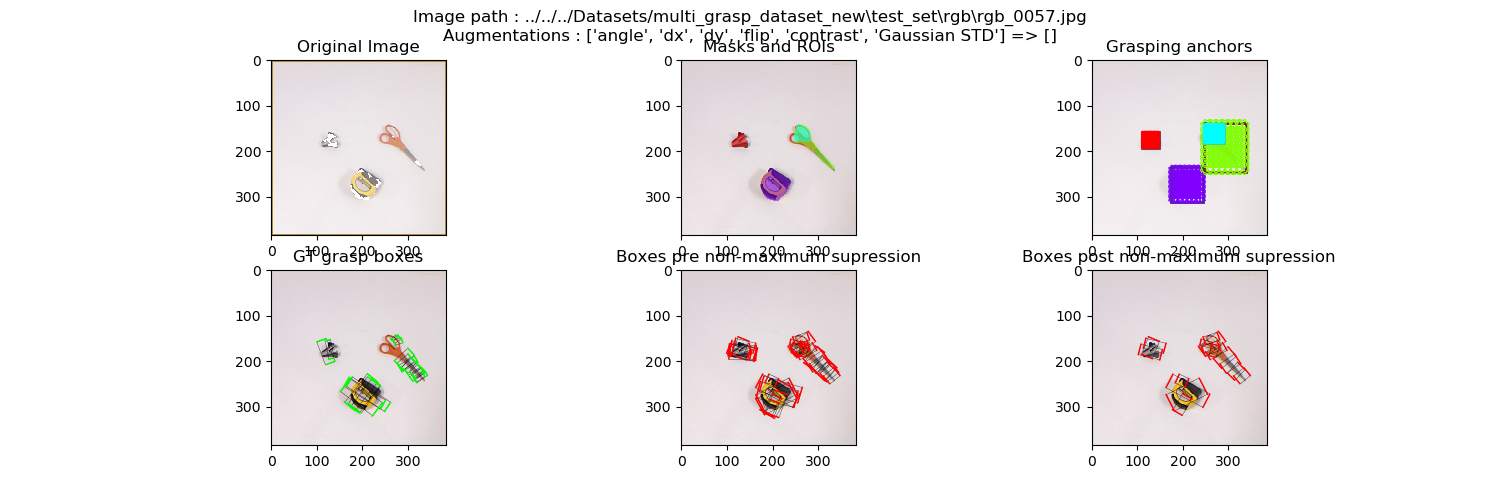 Image path : ../../../Datasets/multi_grasp_dataset_new\test_set\rgb\rgb_0057.jpg
Augmentations : ['angle', 'dx', 'dy', 'flip', 'contrast', 'Gaussian STD'] => []
Original Image
Masks and ROIs
Grasping anchors
0
100
200
300
0 100 200 300
0
100
200
300
0 100 200 300
0
100
200
300
0 100 200 300
GT grasp boxes
Boxes pre non-maximum supression
Boxes post non-maximum supression
0
100
200
300
0 100 200 300
0
100
200
300
0 100 200 300
0
100
200
300
0 100 200 300